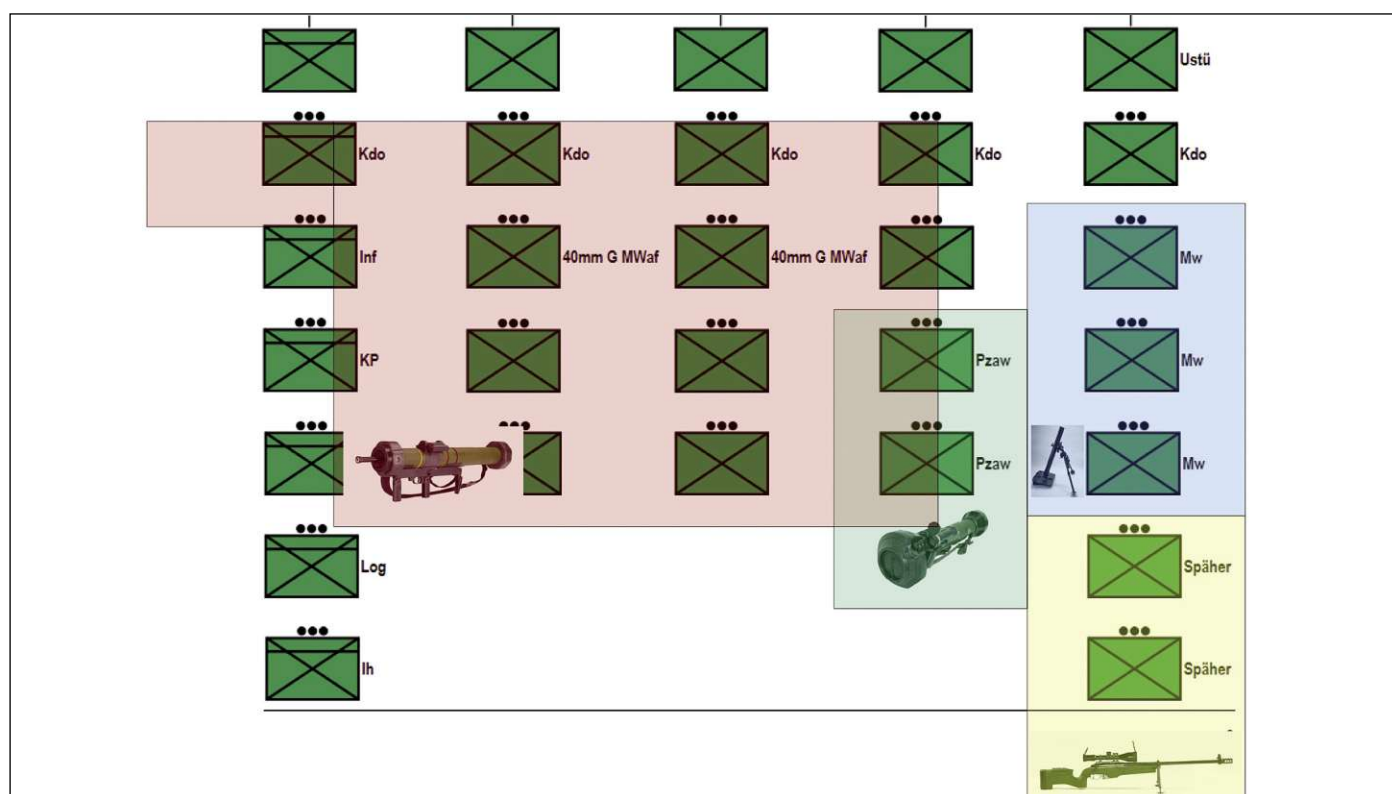 Ustü
Kdo Kdo Kdo Kdo Kdo
Inf 40mm G MWaf 40mm G MWaf Mw
KP Pzaw Mw
Pzaw Mw
Log Späher
Ih Späher